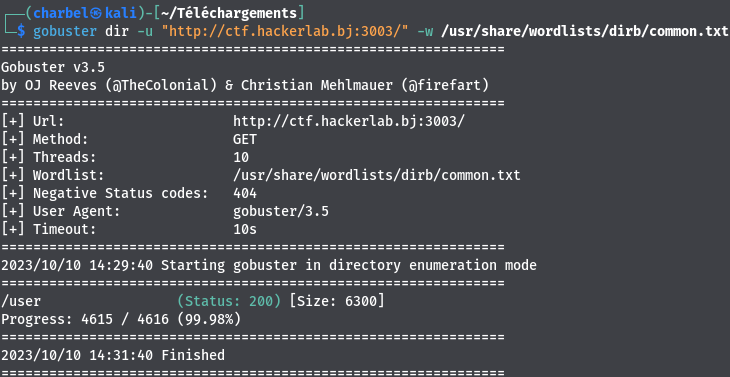 ┌──(charbel㉿kali)-[~/Téléchargements]
└─$ gobuster dir -u "http://ctf.hackerlab.bj:3003/" -w /usr/share/wordlists/dirb/common.txt
===============================================================
Gobuster v3.5
by OJ Reeves (@TheColonial) & Christian Mehlmauer (@firefart)
===============================================================
[+] Url:                     http://ctf.hackerlab.bj:3003/
[+] Method:                  GET
[+] Threads:                 10
[+] Wordlist:                /usr/share/wordlists/dirb/common.txt
[+] Negative Status codes:   404
[+] User Agent:              gobuster/3.5
[+] Timeout:                 10s
===============================================================
2023/10/10 14:29:40 Starting gobuster in directory enumeration mode
===============================================================
/user                 (Status: 200) [Size: 6300]
Progress: 4615 / 4616 (99.98%)
===============================================================
2023/10/10 14:31:40 Finished
===============================================================